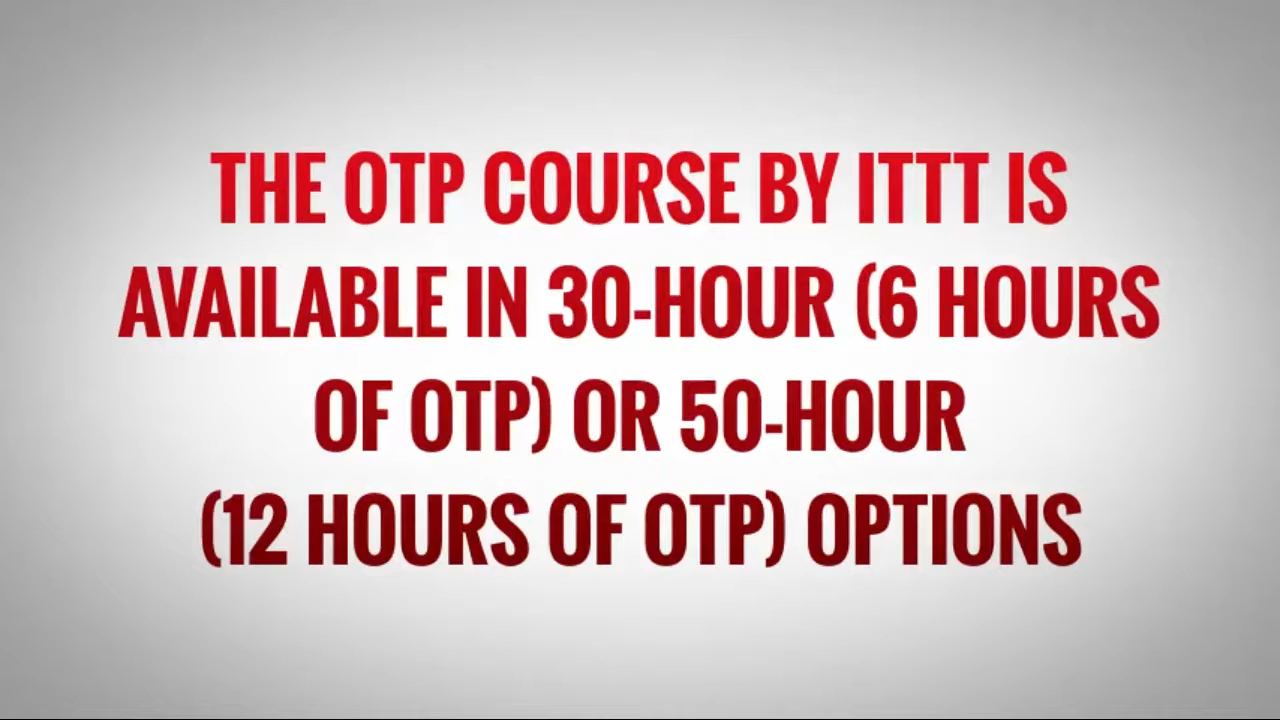 THE OTP COURSE BY ITTT IS
AVAILABLE IN 30-HOUR (6 HOURS
OF OTP) OR 50-HOUR
(12 HOURS OF OTP) OPTIONS